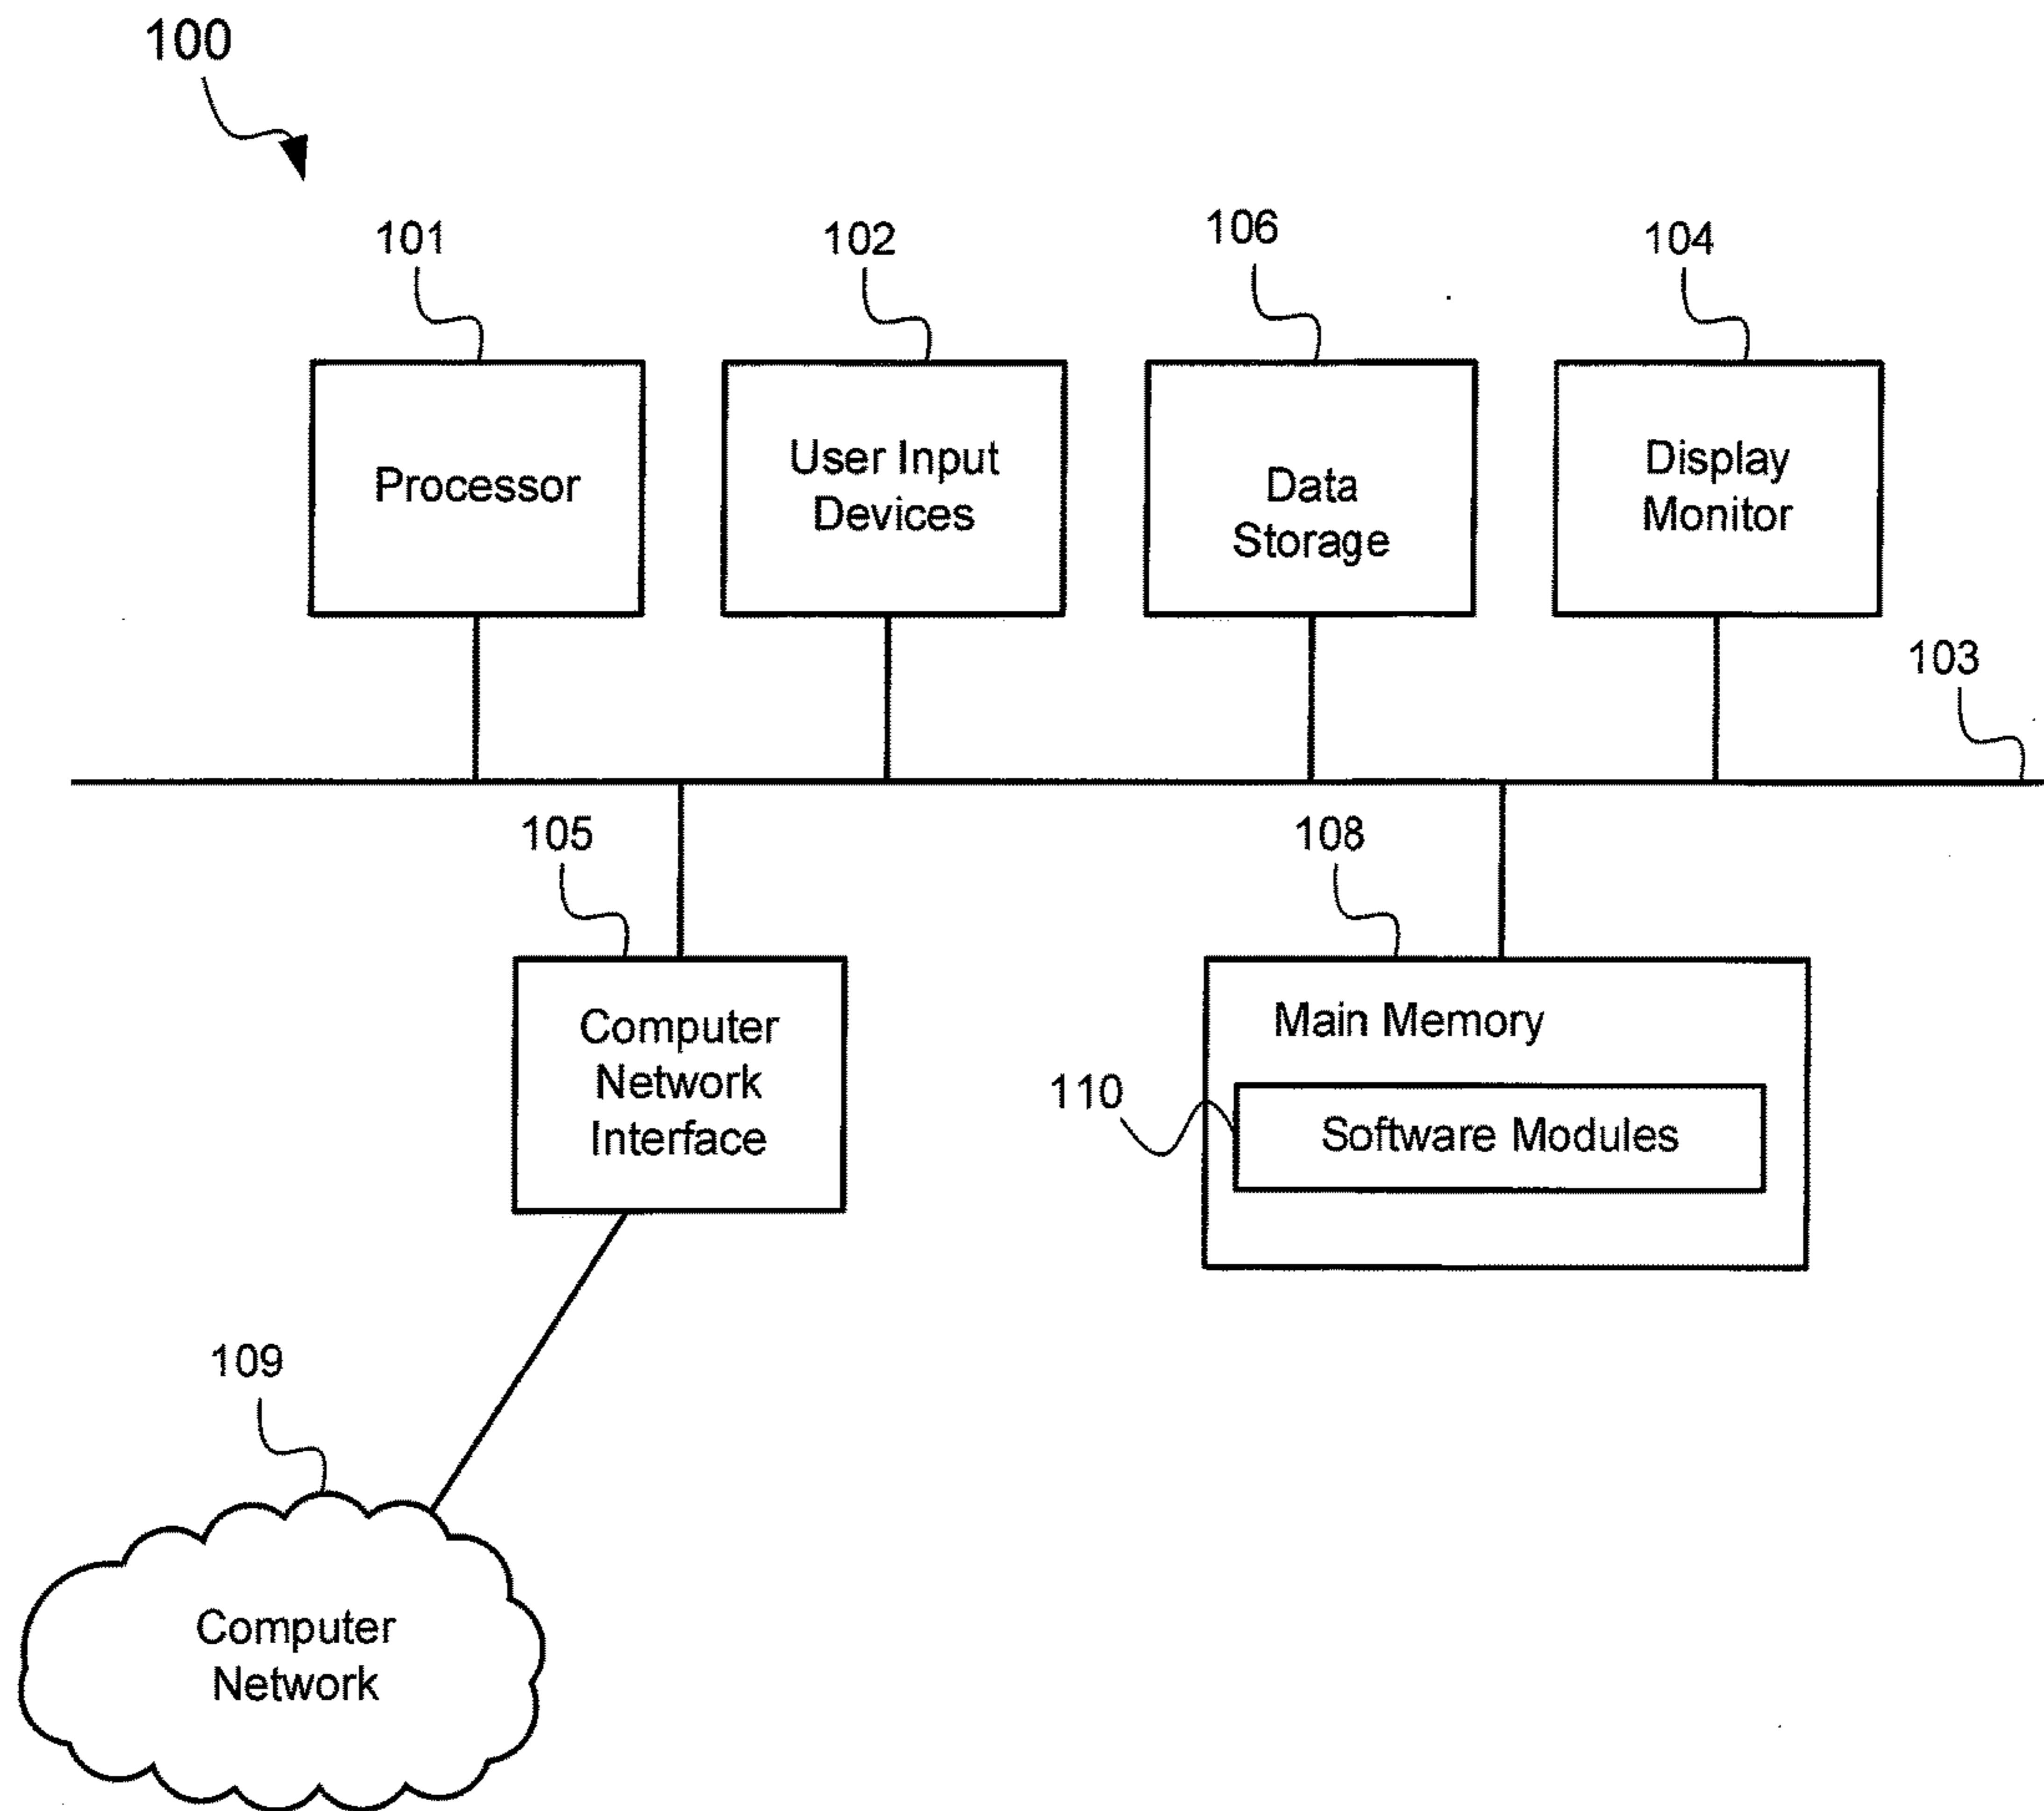 100
101
102
106
104
Processor
User Input
Devices
Data
Storage
Display
Monitor
103
105
108
Computer
Network
Interface
Main Memory
110
Software Modules
109
Computer
Network